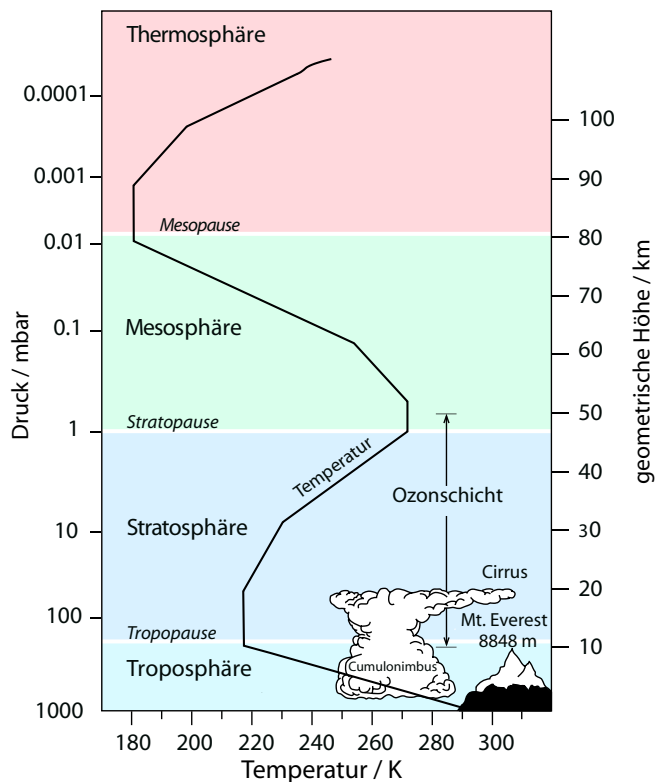 Thermosphäre
0.0001
100
0.001
90
Mesopause
0.01
80
70
Mesosphäre
0.1
60
Druck / mbar
geometrische Höhe / km
Stratopause
50
1
Temperatur
40
Ozonschicht
Stratosphäre
10
30
Cirrus
20
100
Mt. Everest
8848 m
Tropopause
10
Troposphäre
Cumulonimbus
1000
180 200 220 240 260 280 300
Temperatur / K